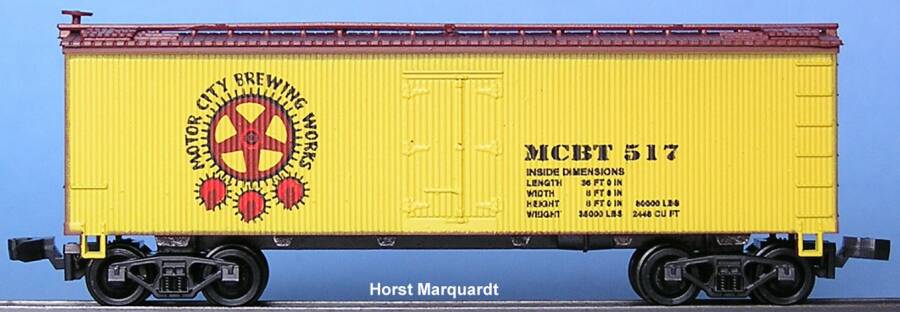 MOTOR CITY BREWING WORKS
MCBT 517
INSIDE DIMENSIONS
LENGTH 36 FT 0 IN
WIDTH 8 FT 0 IN
HEIGHT 8 FT 0 IN 80000 LBS
WIUGHT 38000 LBS 2448 CU FT
Horst Marquardt